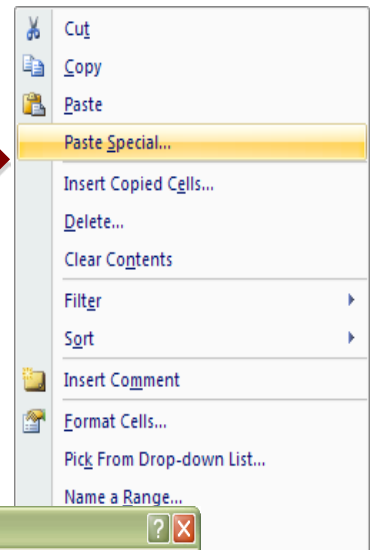 Cut
Copy
Paste
Paste Special...
Insert Copied Cells...
Delete...
Clear Contents
Filter
Sort
Insert Comment
Format Cells...
Pick From Drop-down List...
Name a Range...
?